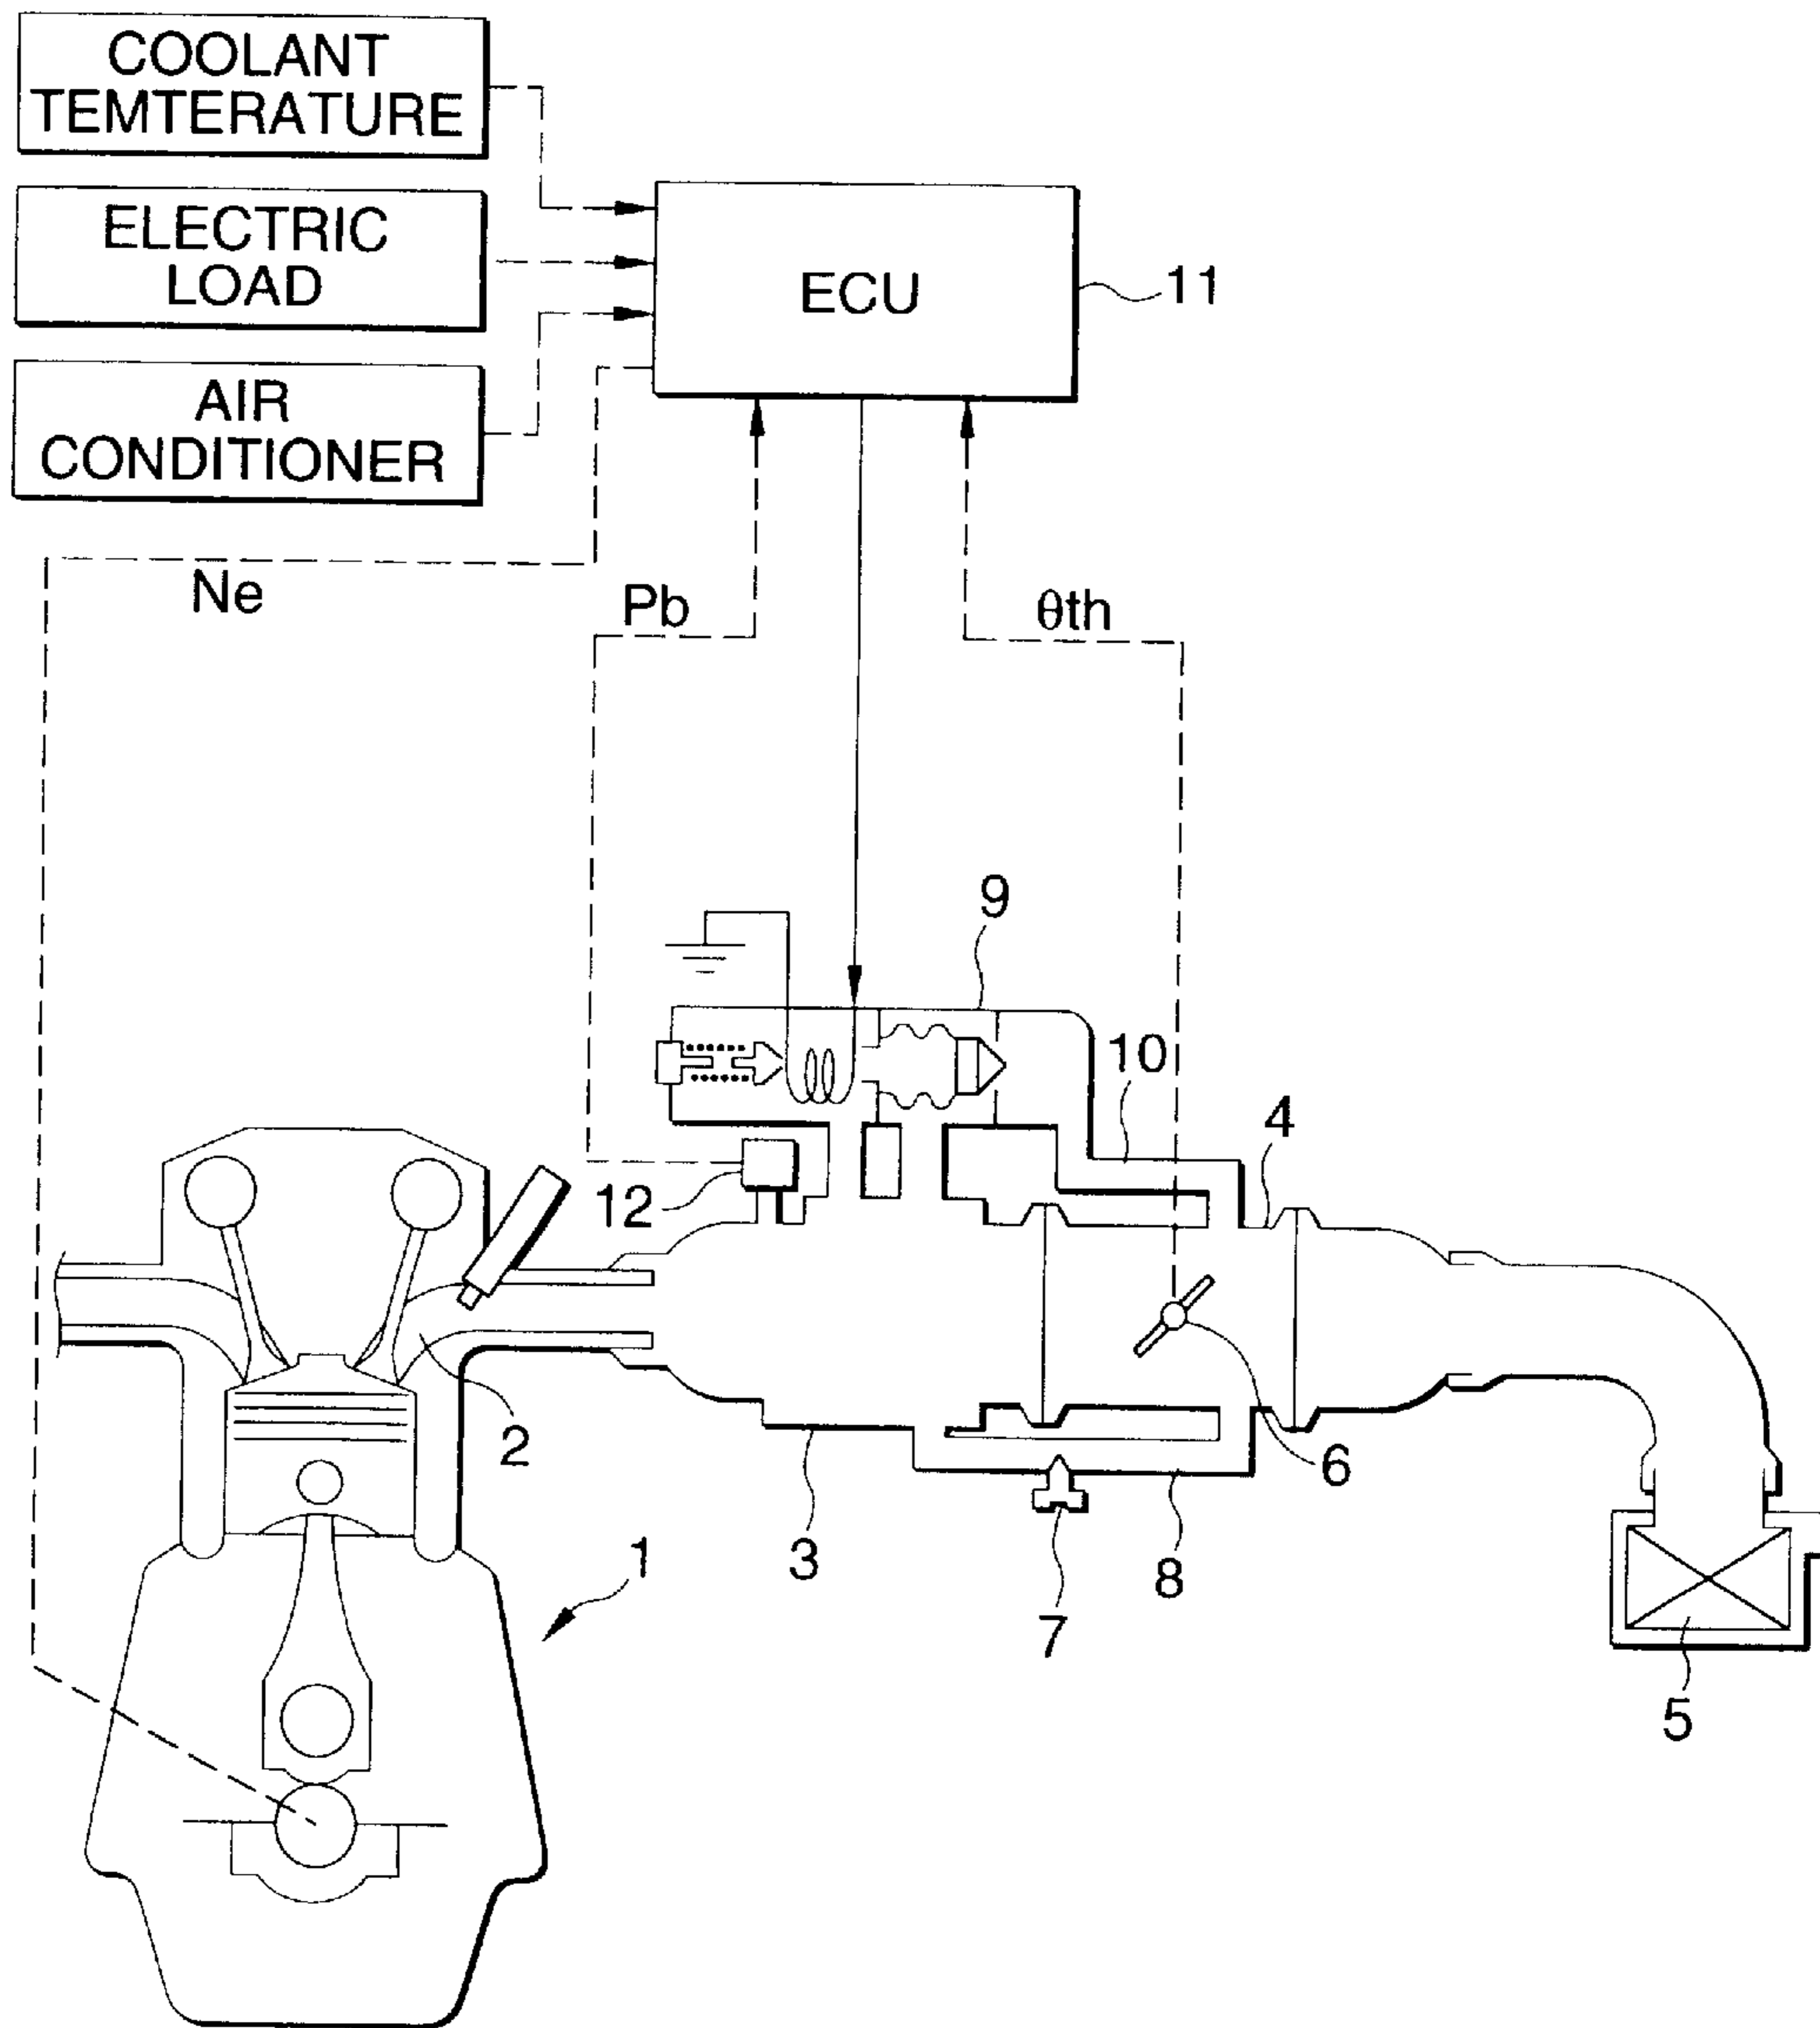 COOLANT
TEMTERATURE
ELECTRIC
LOAD
AIR
CONDITIONER
ECU
11
Ne
Pb
θth
9
10
4
12
2
6
3
8
7
1
5